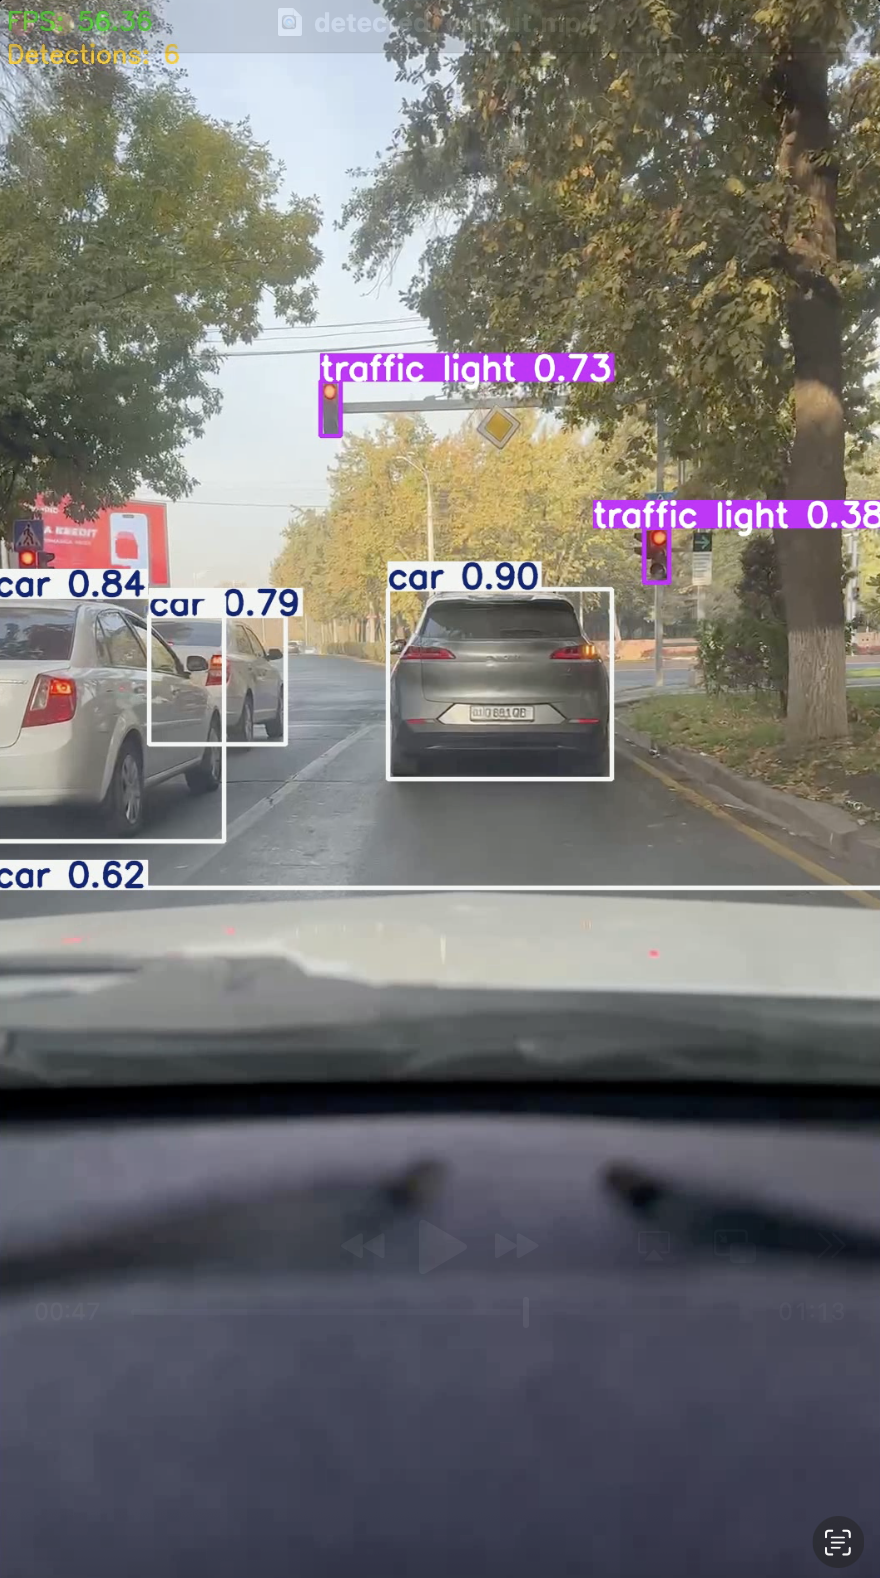 FPS: 56.36
Detections: 6
traffic light 0.73
traffic light 0.38
A KREDIT
car 0.84
car 0.79
car 0.90
car 0.62
00:47
01:13